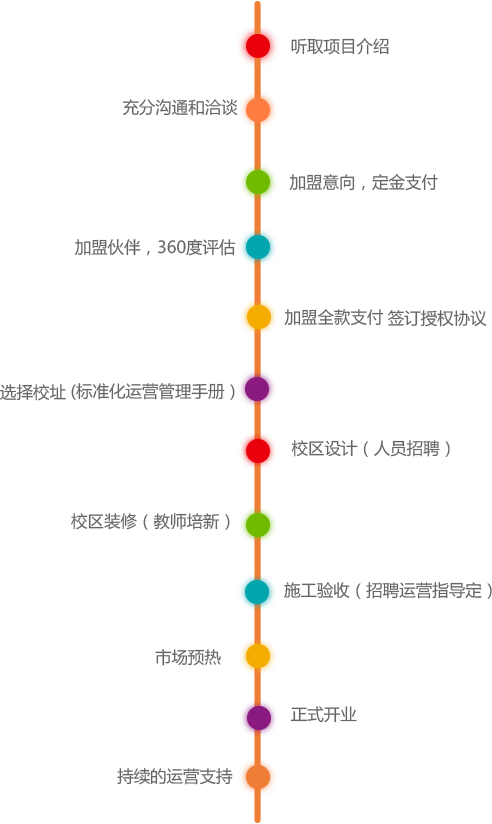 听取项目介绍
充分沟通和洽谈
加盟意向，定金支付
加盟伙伴，360度评估
加盟全款支付 签订授权协议
选择校址 (标准化运营管理手册）
校区设计（人员招聘）
校区装修（教师培新）
施工验收（招聘运营指导定）
市场预热
正式开业
持续的运营支持